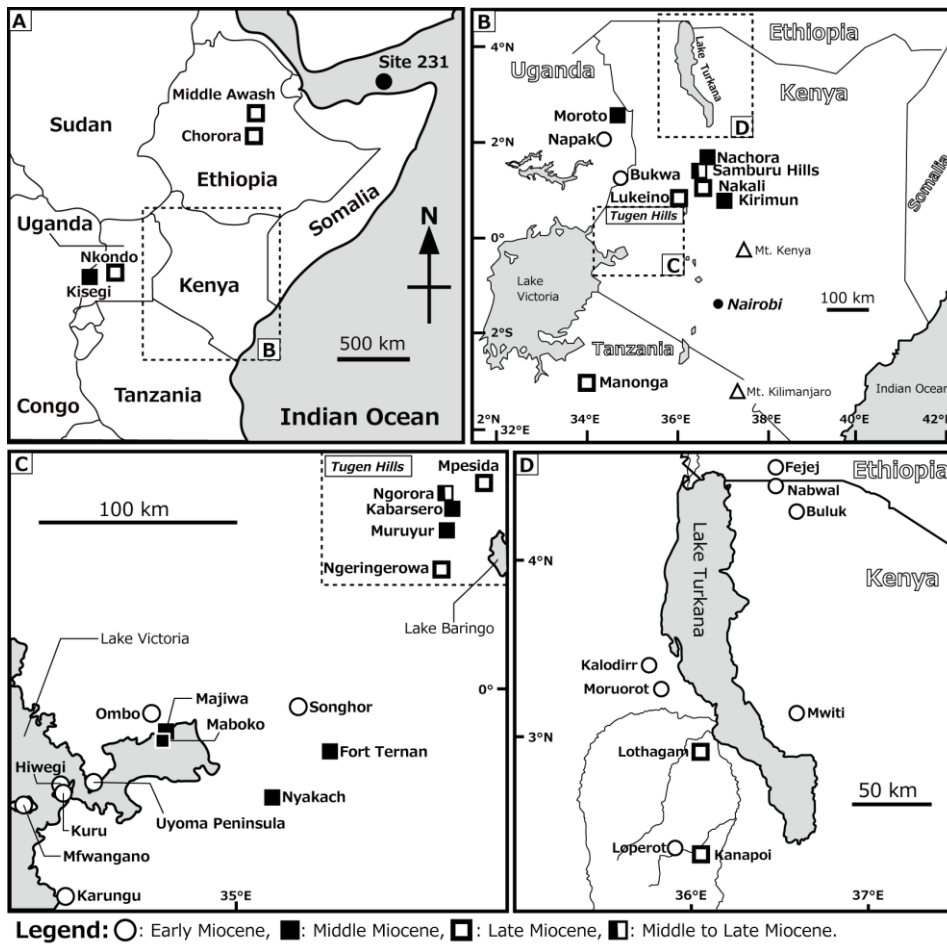 A
Site 231
Middle Awash
Chorora
Sudan
Ethiopia
Somalia
Uganda
Nkondo
Kisegi
Kenya
N
B
500 km
Congo
Tanzania
Indian Ocean
B
Ethiopia
4°N
Uganda
Lake Turkana
Kenya
Moroto
D
Napak
2°N
Nachora
Samburu Hills
Bukwa
Nakali
Lukeino
Kirimun
Tugen Hills
Somalia
0°
Mt. Kenya
C
Lake
Victoria
Nairobi
100 km
2°S
Tanzania
Manonga
Mt. Kilimanjaro
Indian Ocean
2°N
32°E
34°E
36°E
38°E
40°E
42°E
C
Tugen Hills
Mpesida
100 km
Ngorora
Kabarsero
Muruyur
Ngeringerowa
Lake Baringo
Lake Victoria
0°
Majiwa
Ombo
Songhor
Maboko
Fort Ternan
Hiwegi
Nyakach
Uyoma Peninsula
Kuru
Mfwangano
Karungu
35°E
D
Fejej
Ethiopia
Nabwal
Buluk
4°N
Kenya
Lake Turkana
Kalodirr
Moruorot
Mwiti
3°N
Lothagam
50 km
Loperot
Kanapoi
36°E
37°E
Legend: : Early Miocene, : Middle Miocene, : Late Miocene, : Middle to Late Miocene.